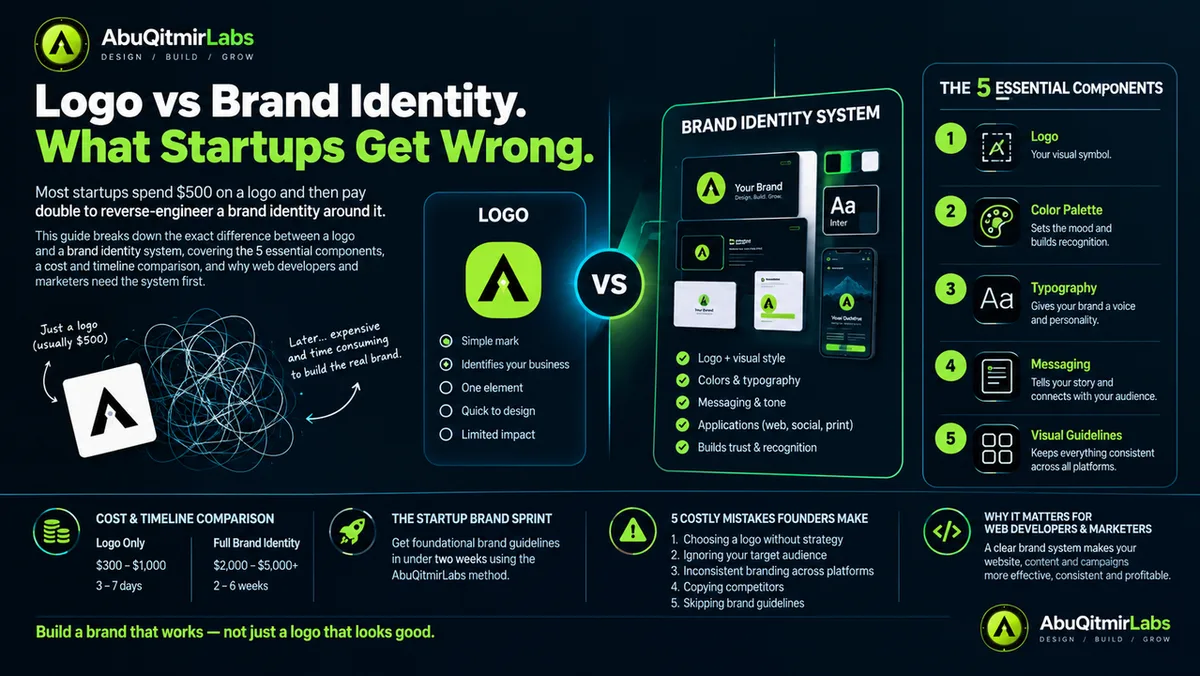 AbuQitmirLabs
DESIGN / BUILD / GROW
Logo vs Brand Identity.
What Startups Get Wrong.
Most startups spend $500 on a logo and then pay
double to reverse-engineer a brand identity around it.
This guide breaks down the exact difference between a logo
and a brand identity system, covering the 5 essential components,
a cost and timeline comparison, and why web developers and
marketers need the system first.
Just a logo
(usually $500)
Later... expensive
and time consuming
to build the real brand.
LOGO
Simple mark
Identifies your business
One element
Quick to design
Limited impact
VS
BRAND IDENTITY SYSTEM
Your Brand
Design. Build. Grow.
Aa
Inter
Your Brand
Logo + visual style
Colors & typography
Messaging & tone
Applications (web, social, print)
Builds trust & recognition
THE 5 ESSENTIAL COMPONENTS
1
Logo
Your visual symbol.
2
Color Palette
Sets the mood and
builds recognition.
3
Aa
Typography
Gives your brand a voice
and personality.
4
Messaging
Tells your story and
connects with your audience.
5
Visual Guidelines
Keeps everything consistent
across all platforms.
COST & TIMELINE COMPARISON
Logo Only
$300 – $1,000
3 – 7 days
Full Brand Identity
$2,000 – $5,000+
2 – 6 weeks
THE STARTUP BRAND SPRINT
Get foundational brand guidelines
in under two weeks using the
AbuQitmirLabs method.
5 COSTLY MISTAKES FOUNDERS MAKE
1. Choosing a logo without strategy
2. Ignoring your target audience
3. Inconsistent branding across platforms
4. Copying competitors
5. Skipping brand guidelines
</>
WHY IT MATTERS FOR
WEB DEVELOPERS & MARKETERS
A clear brand system makes your
website, content and campaigns
more effective, consistent and profitable.
Build a brand that works — not just a logo that looks good.
AbuQitmirLabs
DESIGN / BUILD / GROW